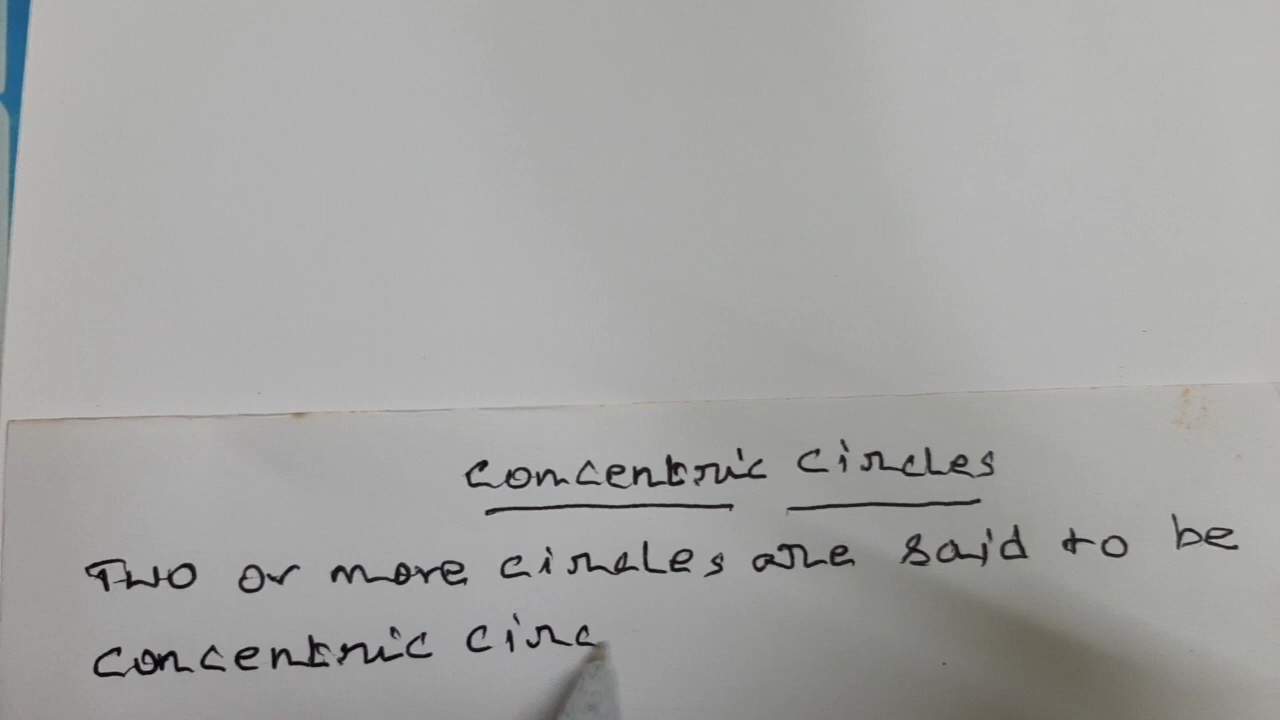 Concentric Circles
Two or more circles are said to be
concentric circ